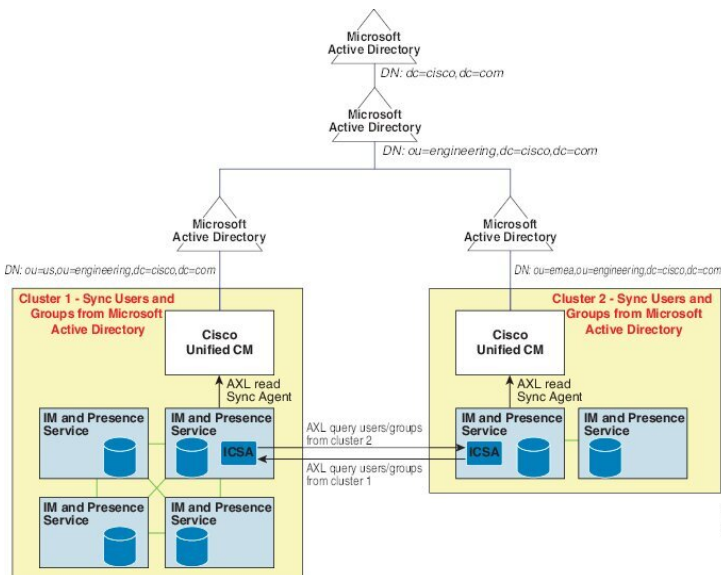 Microsoft
Active Directory
DN: dc=cisco,dc=com
Microsoft
Active Directory
DN: ou=engineering,dc=cisco,dc=com
Microsoft
Active Directory
DN: ou=us,ou=engineering,dc=cisco,dc=com
Microsoft
Active Directory
DN: ou=emea,ou=engineering,dc=cisco,dc=com
Cluster 1 - Sync Users and
Groups from Microsoft
Active Directory
Cisco
Unified CM
AXL read
Sync Agent
IM and Presence
Service
IM and Presence
Service
ICSA
IM and Presence
Service
IM and Presence
Service
AXL query users/groups
from cluster 2
AXL query users/groups
from cluster 1
Cluster 2 - Sync Users and
Groups from Microsoft
Active Directory
Cisco
Unified CM
AXL read
Sync Agent
IM and Presence
Service
ICSA
IM and Presence
Service